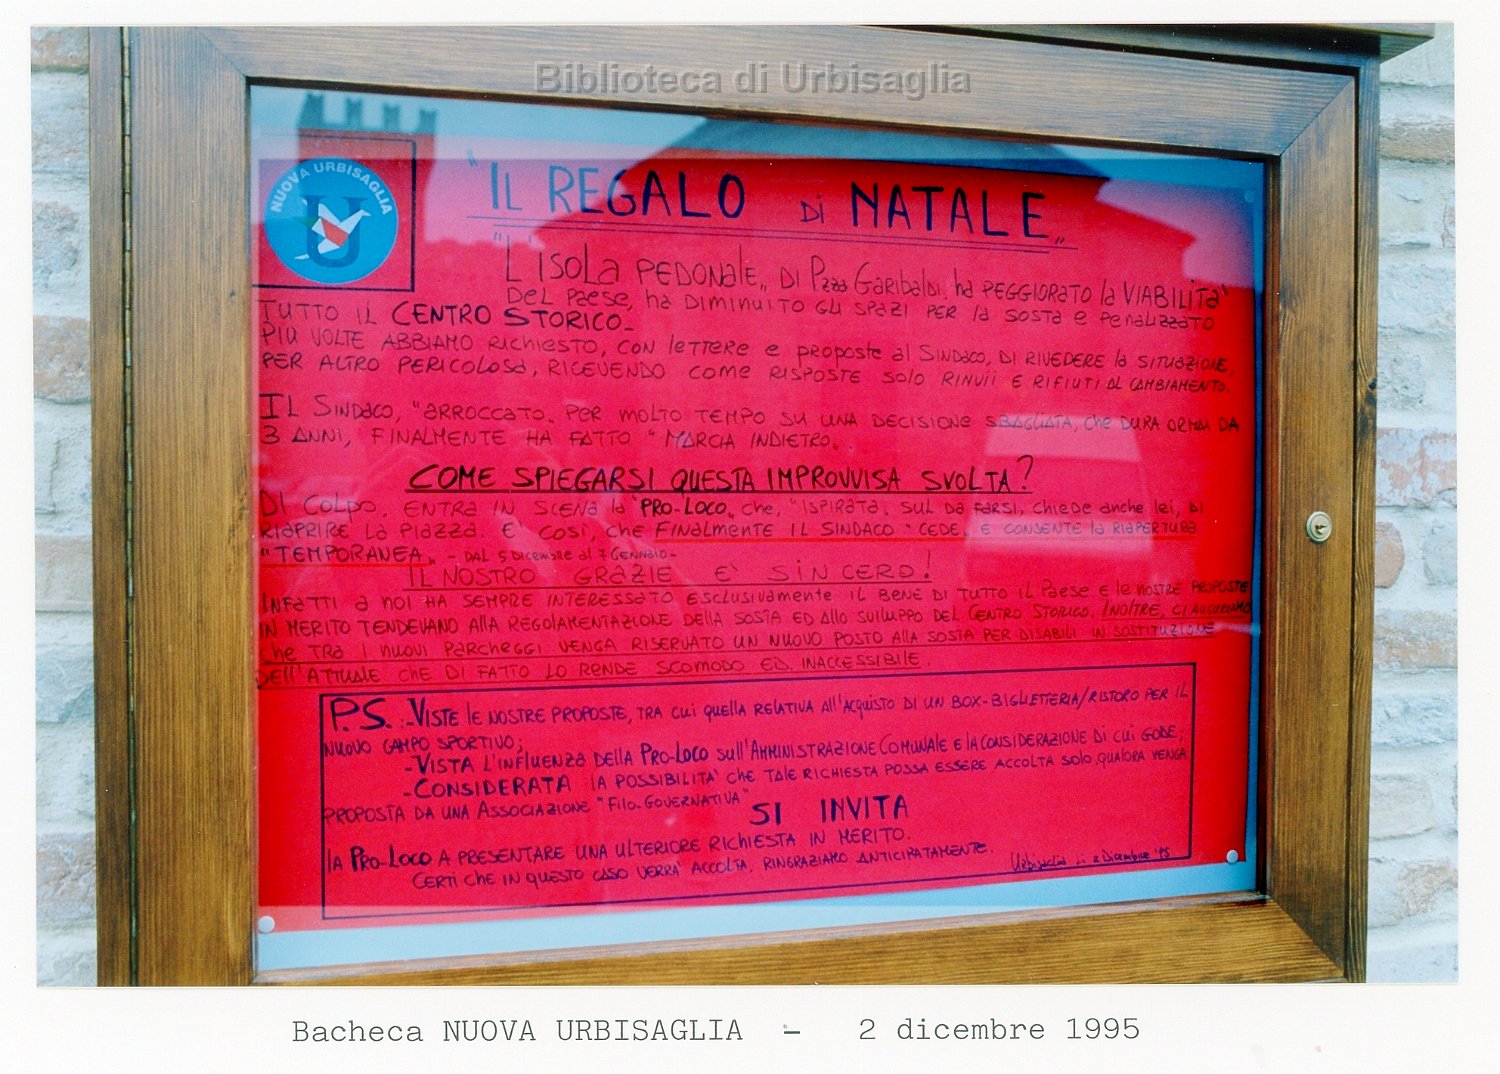 Biblioteca di Urbisaglia
NUOVA URBISAGLIA
U
"IL REGALO DI NATALE"
"L'ISOLA PEDONALE" DI P.zza GARIBALDI, ha PEGGIORATO la VIABILITA'
DEL PAESE, ha DIMINUITO GLI SPAZI PER la SOSTA e PENALIZZATO
TUTTO IL CENTRO STORICO-
PIU' VOLTE ABBIAMO RICHIESTO, CON LETTERE e PROPOSTE al SINDACO, DI RIVEDERE la SITUAZIONE,
PER ALTRO PERICOLOSA, RICEVENDO COME RISPOSTE SOLO RINVII E RIFIUTI AL CAMBIAMENTO.
IL SINDACO, "ARROCCATO" PER MOLTO TEMPO SU UNA DECISIONE SBAGLIATA, che DURA ORMAI DA
3 ANNI, FINALMENTE HA FATTO "MARCIA INDIETRO"
COME SPIEGARSI QUESTA IMPROVVISA SVOLTA?
DI COLPO, ENTRA IN SCENA la "PRO-LOCO" che, "ISPIRATA" SUL DA FARSI, CHIEDE anche lei, DI
RIAPRIRE LA PIAZZA. E' COSI', CHE FINALMENTE IL SINDACO "CEDE" E CONSENTE la RIAPERTURA
"TEMPORANEA" - DAL 5 DICEMBRE al 7 GENNAIO-
IL NOSTRO GRAZIE E' SINCERO!
INFATTI a NOI HA SEMPRE INTERESSATO ESCLUSIVAMENTE IL BENE DI TUTTO IL PAESE E le NOSTRE PROPOSTE
IN MERITO TENDEVANO ALLA REGOLAMENTAZIONE DELLA SOSTA ED ALLO SVILUPPO DEL CENTRO STORICO. INOLTRE, CI AUGURIAMO
che TRA I NUOVI PARCHEGGI VENGA RISERVATO UN NUOVO POSTO ALLA SOSTA PER DISABILI IN SOSTITUZIONE
DELL'ATTUALE CHE DI FATTO LO RENDE SCOMODO ED INACCESSIBILE.
P.S.:-VISTE le NOSTRE PROPOSTE, TRA CUI QUELLA RELATIVA ALL'ACQUISTO DI UN BOX-BIGLIETTERIA/RISTORO PER IL
NUOVO CAMPO SPORTIVO;
-VISTA L'INFLUENZA DELLA PRO-LOCO SULL'AMMINISTRAZIONE COMUNALE E LA CONSIDERAZIONE DI CUI GODE;
-CONSIDERATA LA POSSIBILITA' CHE TALE RICHIESTA POSSA ESSERE ACCOLTA SOLO QUALORA VENGA
PROPOSTA DA UNA ASSOCIAZIONE "FILO-GOVERNATIVA"
SI INVITA
LA PRO-LOCO A PRESENTARE UNA ULTERIORE RICHIESTA IN MERITO.
CERTI CHE IN QUESTO CASO VERRA' ACCOLTA, RINGRAZIAMO ANTICIPATAMENTE.
Urbisaglia li 2 Dicembre '95
Bacheca NUOVA URBISAGLIA - 2 dicembre 1995